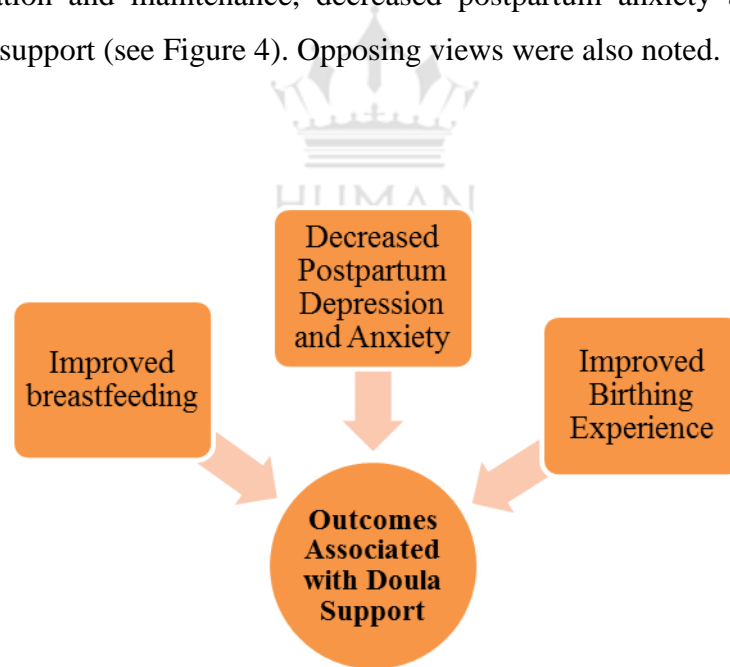 ation and maintenance, decreased postpartum anxiety
support (see Figure 4). Opposing views were also noted.
HUMAN
Decreased
Postpartum
Depression
and Anxiety
Improved
breastfeeding
Improved
Birthing
Experience
Outcomes
Associated
with Doula
Support